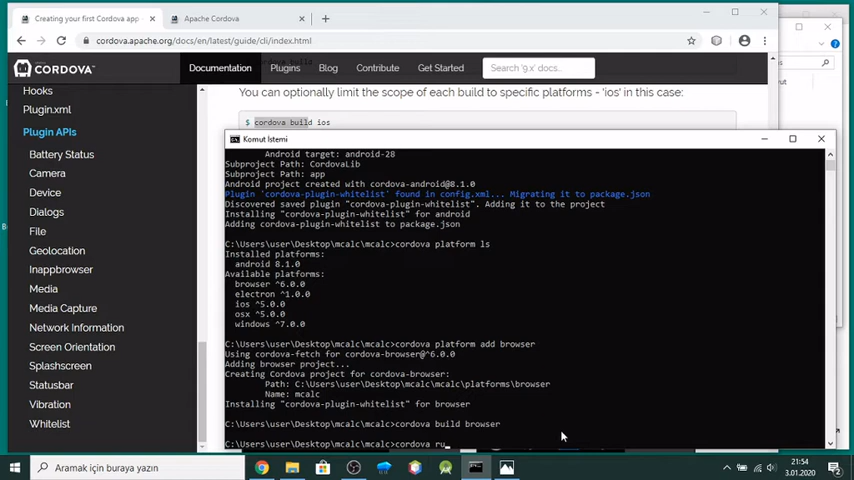 Creating your first Cordova app
Apache Cordova
cordova.apache.org/docs/en/latest/guide/cli/index.html
CORDOVA
Documentation
Plugins
Blog
Contribute
Get Started
Search '9.x' docs...
Hooks
Plugin.xml
Plugin APIs
Battery Status
Camera
Device
Dialogs
File
Geolocation
Inappbrowser
Media
Media Capture
Network Information
Screen Orientation
Splashscreen
Statusbar
Vibration
Whitelist
You can optionally limit the scope of each build to specific platforms - 'ios' in this case:
$ cordova build ios
Komut İstemi
Android target: android-28
Subproject Path: CordovaLib
Subproject Path: app
Android project created with cordova-android@8.1.0
Plugin 'cordova-plugin-whitelist' found in config.xml... Migrating it to package.json
Discovered saved plugin "cordova-plugin-whitelist". Adding it to the project
Installing "cordova-plugin-whitelist" for android
Adding cordova-plugin-whitelist to package.json
C:\Users\user\Desktop\mcalc\mcalc>cordova platform ls
Installed platforms:
android 8.1.0
Available platforms:
browser ^6.0.0
electron ^1.0.0
ios ^5.0.0
osx ^5.0.0
windows ^7.0.0
C:\Users\user\Desktop\mcalc\mcalc>cordova platform add browser
Using cordova-fetch for cordova-browser@^6.0.0
Adding browser project...
Creating Cordova project for cordova-browser:
Path: C:\Users\user\Desktop\mcalc\mcalc\platforms\browser
Name: mcalc
Installing "cordova-plugin-whitelist" for browser
C:\Users\user\Desktop\mcalc\mcalc>cordova build browser
C:\Users\user\Desktop\mcalc\mcalc>cordova ru
Aramak için buraya yazın
21:54
3.01.2020
2